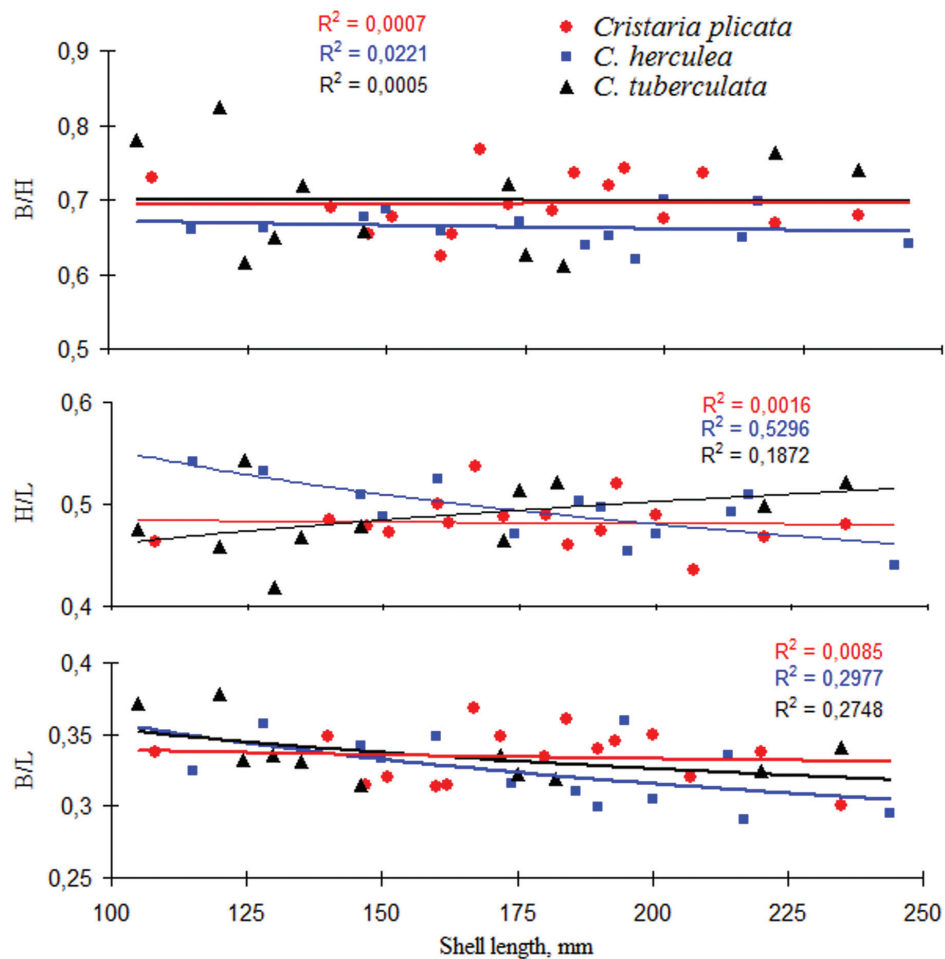 R² = 0,0007
R² = 0,0221
R² = 0,0005
Cristaria plicata
C. herculea
C. tuberculata
B/H
0,9
0,8
0,7
0,6
0,5
H/L
0,6
0,5
0,4
R² = 0,0016
R² = 0,5296
R² = 0,1872
B/L
0,4
0,35
0,3
0,25
R² = 0,0085
R² = 0,2977
R² = 0,2748
100 125 150 175 200 225 250
Shell length, mm